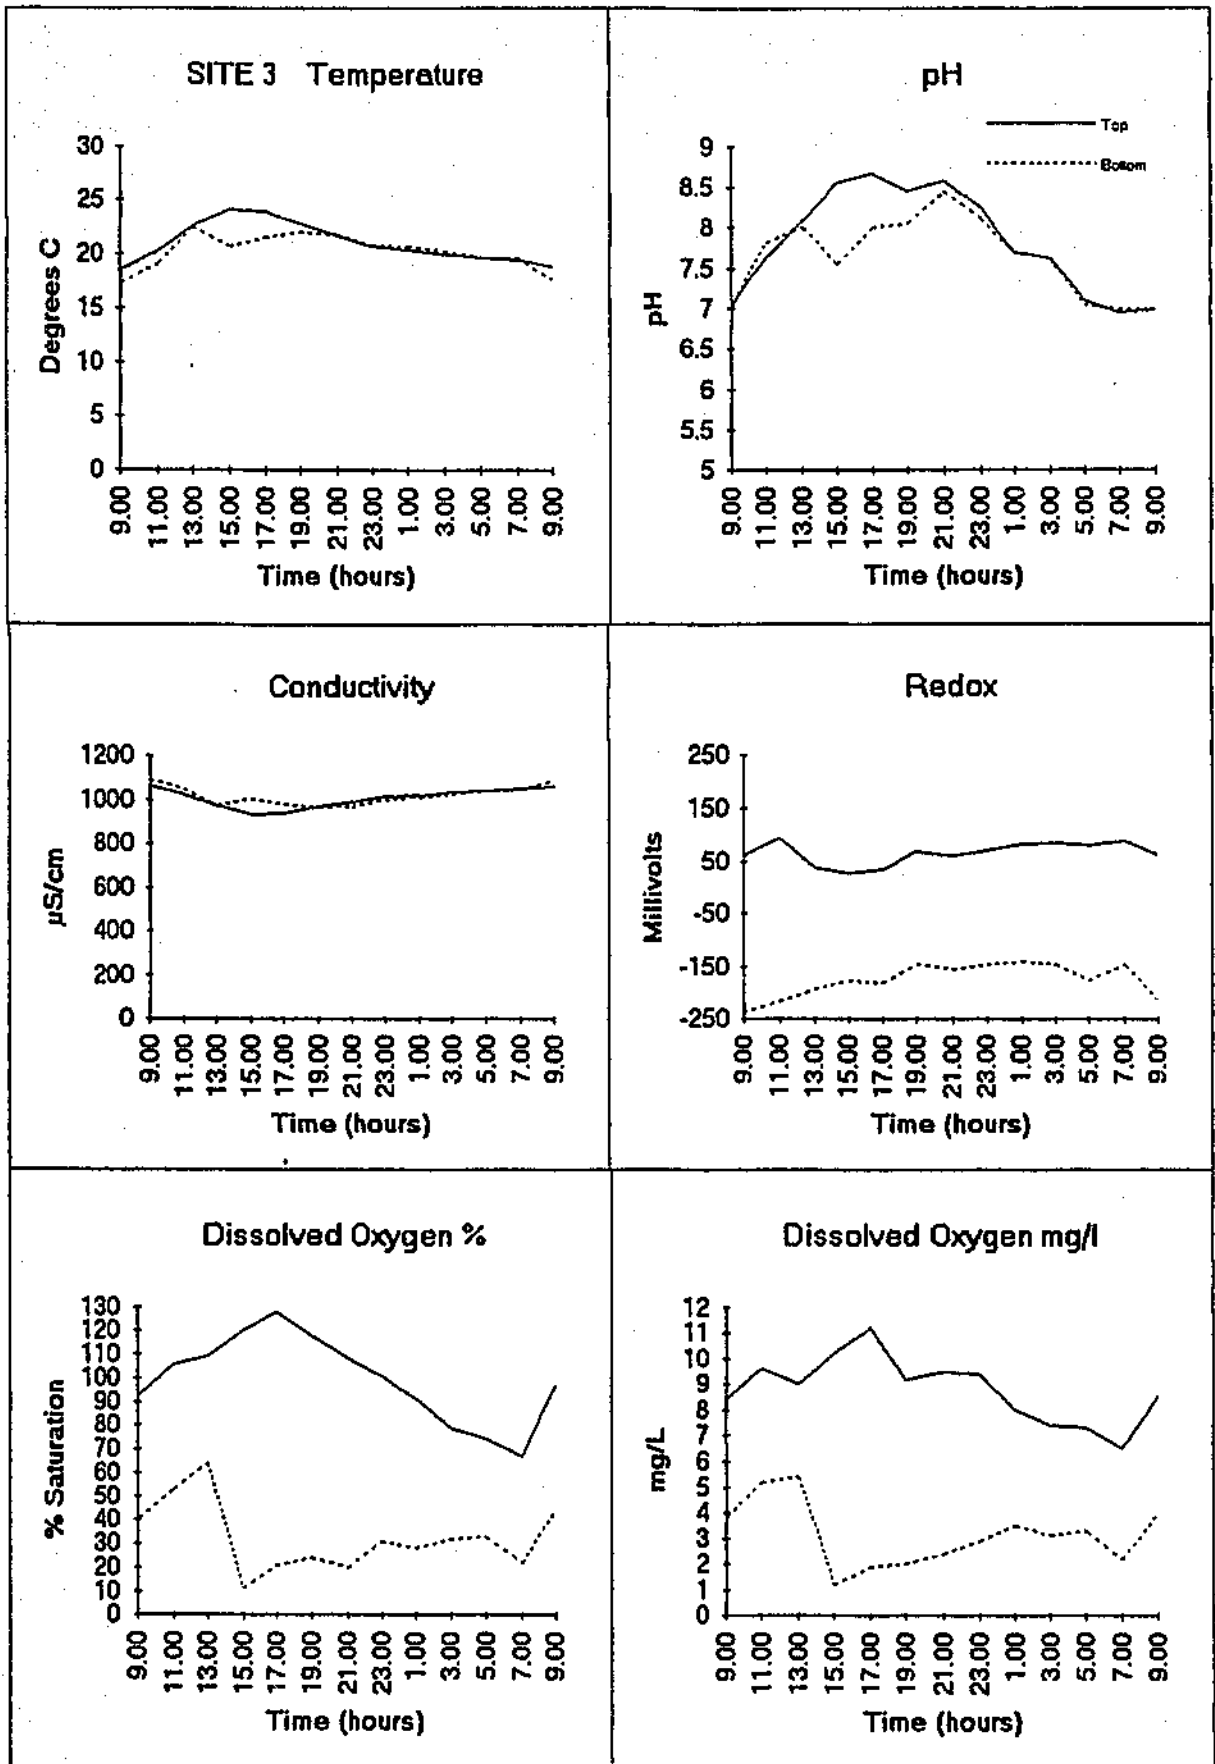 SITE 3 Temperature
30
25
20
15
10
5
0
Degrees C
9.00 11.00 13.00 15.00 17.00 19.00 21.00 23.00 1.00 3.00 5.00 7.00 9.00
Time (hours)
pH
Top
Bottom
9
8.5
8
7.5
7
6.5
6
5.5
5
pH
9.00 11.00 13.00 15.00 17.00 19.00 21.00 23.00 1.00 3.00 5.00 7.00 9.00
Time (hours)
Conductivity
1200
1000
800
600
400
200
0
µS/cm
9.00 11.00 13.00 15.00 17.00 19.00 21.00 23.00 1.00 3.00 5.00 7.00 9.00
Time (hours)
Redox
250
150
50
-50
-150
-250
Millivolts
9.00 11.00 13.00 15.00 17.00 19.00 21.00 23.00 1.00 3.00 5.00 7.00 9.00
Time (hours)
Dissolved Oxygen %
130
120
110
100
90
80
70
60
50
40
30
20
10
0
% Saturation
9.00 11.00 13.00 15.00 17.00 19.00 21.00 23.00 1.00 3.00 5.00 7.00 9.00
Time (hours)
Dissolved Oxygen mg/l
12
11
10
9
8
7
6
5
4
3
2
1
0
mg/L
9.00 11.00 13.00 15.00 17.00 19.00 21.00 23.00 1.00 3.00 5.00 7.00 9.00
Time (hours)